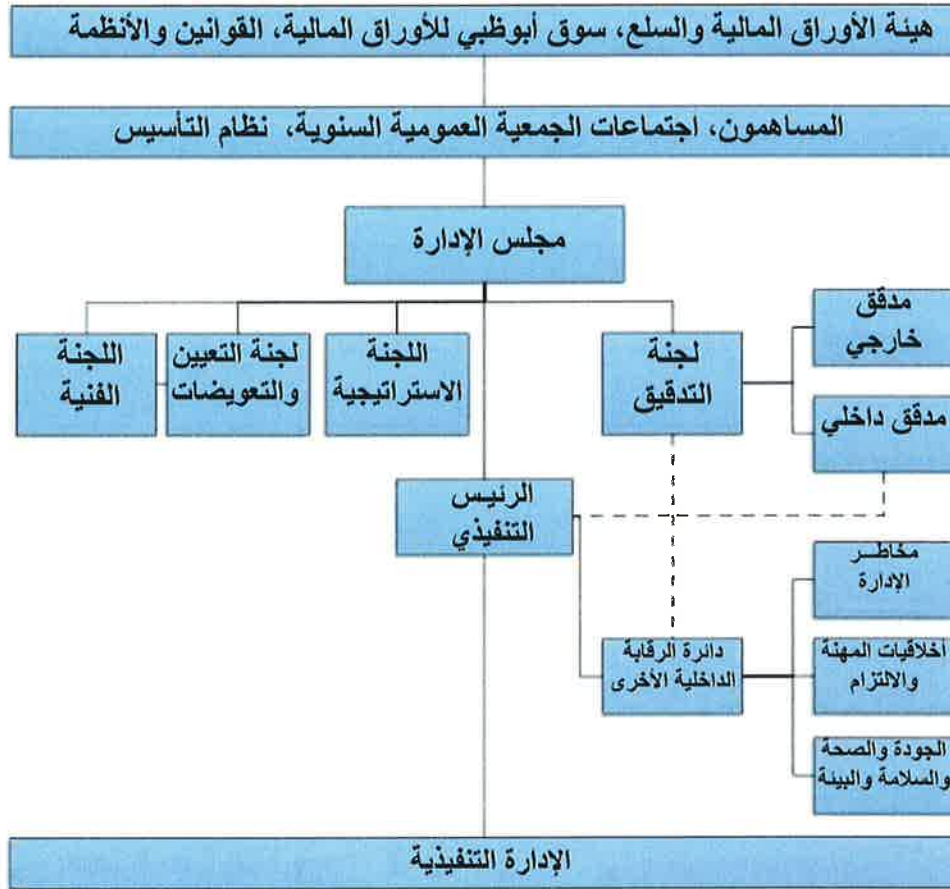 هيئة الأوراق المالية والسلع، سوق أبوظبي للأوراق المالية، القوانين والأنظمة
المساهمون، اجتماعات الجمعية العمومية السنوية، نظام التأسيس
مجلس الإدارة
مدقق
خارجي
لجنة
التدقيق
اللجنة
الاستراتيجية
لجنة التعيين
والتعويضات
اللجنة
الفنية
مدقق داخلي
الرئيس
التنفيذي
مخاطر
الإدارة
دائرة الرقابة
الداخلية الأخرى
أخلاقيات المهنة
والالتزام
الجودة والصحة
والسلامة والبيئة
الإدارة التنفيذية